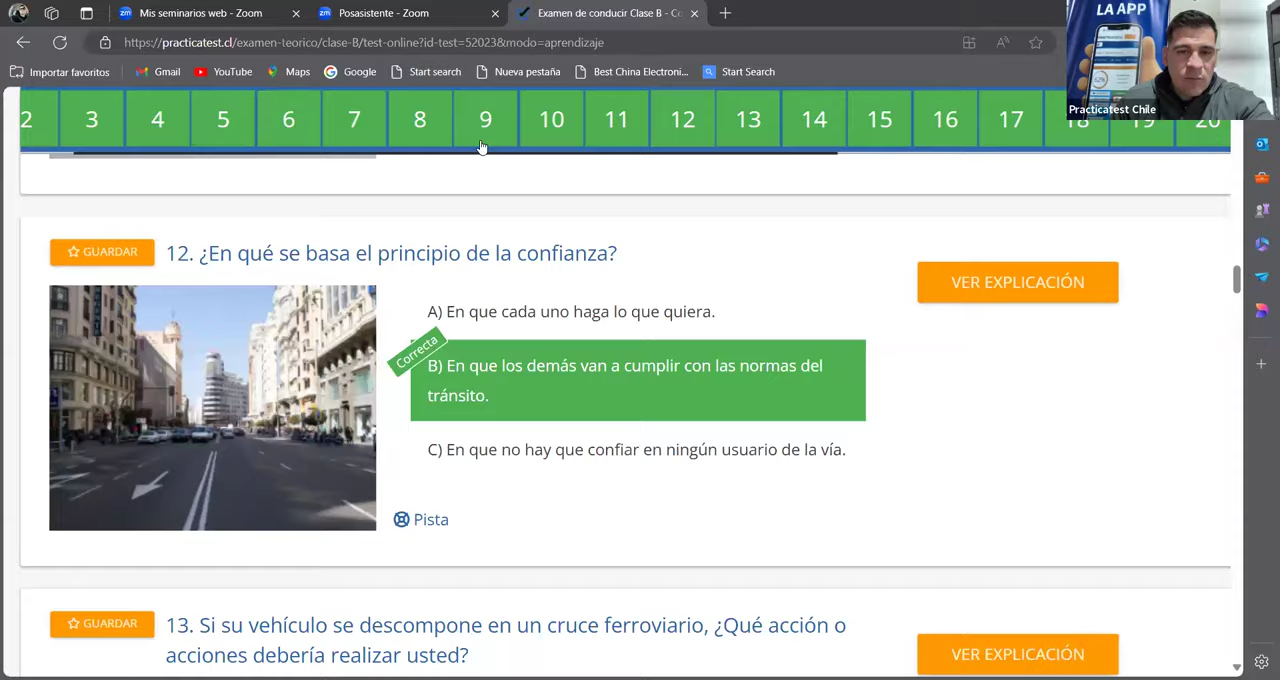 Mis seminarios web - Zoom
Posasistente - Zoom
Examen de conducir Clase B - Co
https://practicatest.cl/examen-teorico/clase-B/test-online?id-test=52023&modo=aprendizaje
Importar favoritos
Gmail
YouTube
Maps
Google
Start search
Nueva pestaña
Best China Electroni...
Start Search
LA APP
Practicatest Chile
2 3 4 5 6 7 8 9 10 11 12 13 14 15 16 17 18 19 20
GUARDAR
12. ¿En qué se basa el principio de la confianza?
VER EXPLICACIÓN
A) En que cada uno haga lo que quiera.
Correcta
B) En que los demás van a cumplir con las normas del
tránsito.
C) En que no hay que confiar en ningún usuario de la vía.
Pista
GUARDAR
13. Si su vehículo se descompone en un cruce ferroviario, ¿Qué acción o
acciones debería realizar usted?
VER EXPLICACIÓN